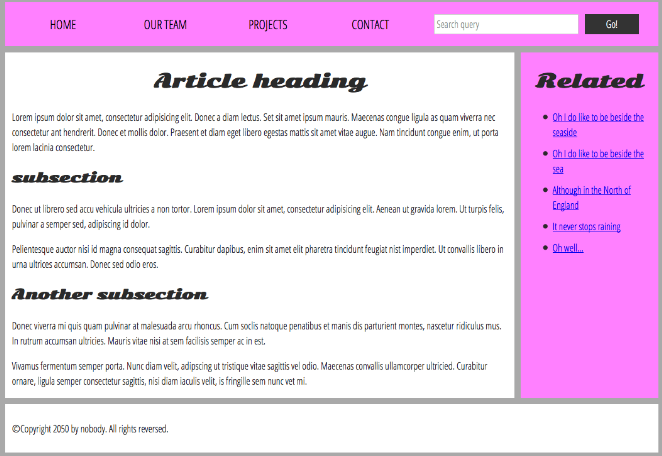 HOME OUR TEAM PROJECTS CONTACT Search query Go!
Article heading
Lorem ipsum dolor sit amet, consectetur adipisicing elit. Donec a diam lectus. Set sit amet ipsum mauris. Maecenas congue ligula as quam viverra nec
consectetur ant hendrerit. Donec et mollis dolor. Praesent et diam eget libero egestas mattis sit amet vitae augue. Nam tincidunt congue enim, ut porta
lorem lacinia consectetur.
subsection
Donec ut librero sed accu vehicula ultricies a non tortor. Lorem ipsum dolor sit amet, consectetur adipisicing elit. Aenean ut gravida lorem. Ut turpis felis,
pulvinar a semper sed, adipiscing id dolor.
Pelientesque auctor nisi id magna consequat sagittis. Curabitur dapibus, enim sit amet elit pharetra tincidunt feugiat nist imperdiet. Ut convallis libero in
urna ultrices accumsan. Donec sed odio eros.
Another subsection
Donec viverra mi quis quam pulvinar at malesuada arcu rhoncus. Cum soclis natoque penatibus et manis dis parturient montes, nascetur ridiculus mus.
In rutrum accumsan ultricies. Mauris vitae nisi at sem facilisis semper ac in est.
Vivamus fermentum semper porta. Nunc diam velit, adipscing ut tristique vitae sagittis vel odio. Maecenas convallis ullamcorper ultricied. Curabitur
ornare, ligula semper consectetur sagittis, nisi diam iaculis velit, is fringille sem nunc vet mi.
Related
Oh I do like to be beside the
seaside
Oh I do like to be beside the
sea
Although in the North of
England
It never stops raining
Oh well...
©Copyright 2050 by nobody. All rights reversed.